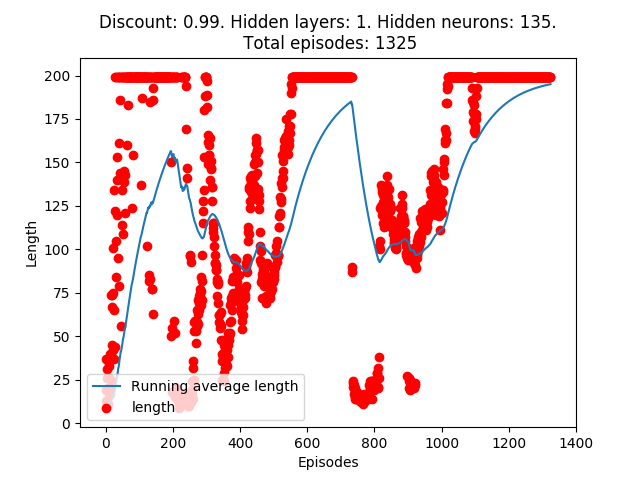 Discount: 0.99. Hidden layers: 1. Hidden neurons: 135.
Total episodes: 1325
200
175
150
125
100
75
50
25
0
Length
Running average length
length
0 200 400 600 800 1000 1200 1400
Episodes